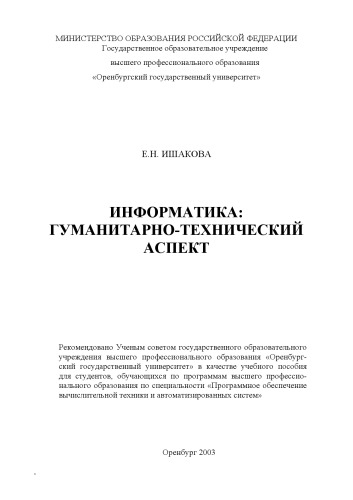 МИНИСТЕРСТВО ОБРАЗОВАНИЯ РОССИЙСКОЙ ФЕДЕРАЦИИ
Государственное образовательное учреждение
высшего профессионального образования
«Оренбургский государственный университет»
Е.Н. ИШАКОВА
ИНФОРМАТИКА:
ГУМАНИТАРНО-ТЕХНИЧЕСКИЙ
АСПЕКТ
Рекомендовано Ученым советом государственного образовательного
учреждения высшего профессионального образования «Оренбург-
ский государственный университет» в качестве учебного пособия
для студентов, обучающихся по программам высшего профессио-
нального образования по специальности «Программное обеспечение
вычислительной техники и автоматизированных систем»
Оренбург 2003